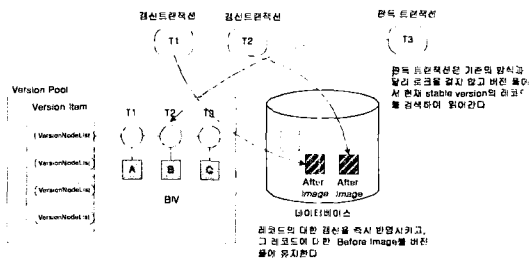 갱신트랜잭션
갱신트랜잭션
판독 트랜잭션
T1
T2
T3
판독 트랜잭션은 기존의 방식과
달리 로크를 걸지 않고 버전 풀에
서 현재 stable version의 레코드
를 검색하여 읽어간다
Version Pool
Version Item
T1
T2
T3
{VersionNodeList}
{VersionNodeList}
{VersionNodeList}
{VersionNodeList}
A
B
C
BIV
After
Image
After
Image
데이터베이스
레코드의 대한 갱신을 즉시 반영시키고,
그 레코드에 대한 Before Image를 버전
풀에 유지한다